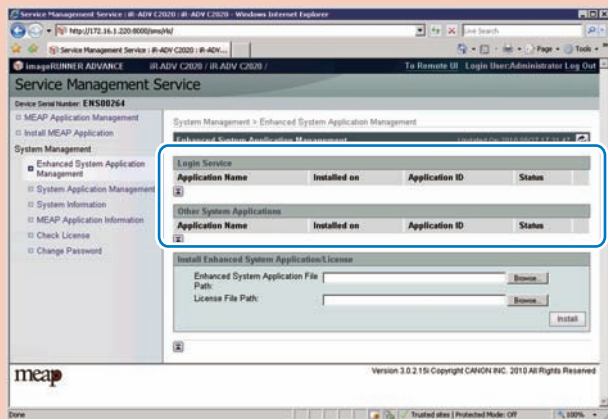 Service Management Service : iR-ADV C2020 : iR-ADV C2020 - Windows Internet Explorer
http://172.16.1.220:8000/sms/rls/
Live Search
Service Management Service : iR-ADV C2020 : iR-ADV...
Page
Tools
imageRUNNER ADVANCE
iR-ADV C2020 / iR-ADV C2020 /
To Remote UI
Login User:Administrator
Log Out
Service Management Service
Device Serial Number: ENS00264
MEAP Application Management
Install MEAP Application
System Management
Enhanced System Application
Management
System Application Management
System Information
MEAP Application Information
Check License
Change Password
System Management > Enhanced System Application Management
Enhanced System Application Management
Login Service
Application Name
Installed on
Application ID
Status
Other System Applications
Application Name
Installed on
Application ID
Status
Install Enhanced System Application/License
Enhanced System Application File
Path:
Browse...
License File Path:
Browse...
Install
meap
Version 3.0.2.15i Copyright CANON INC. 2010 All Rights Reserved
Done
Trusted sites | Protected Mode: Off
100%